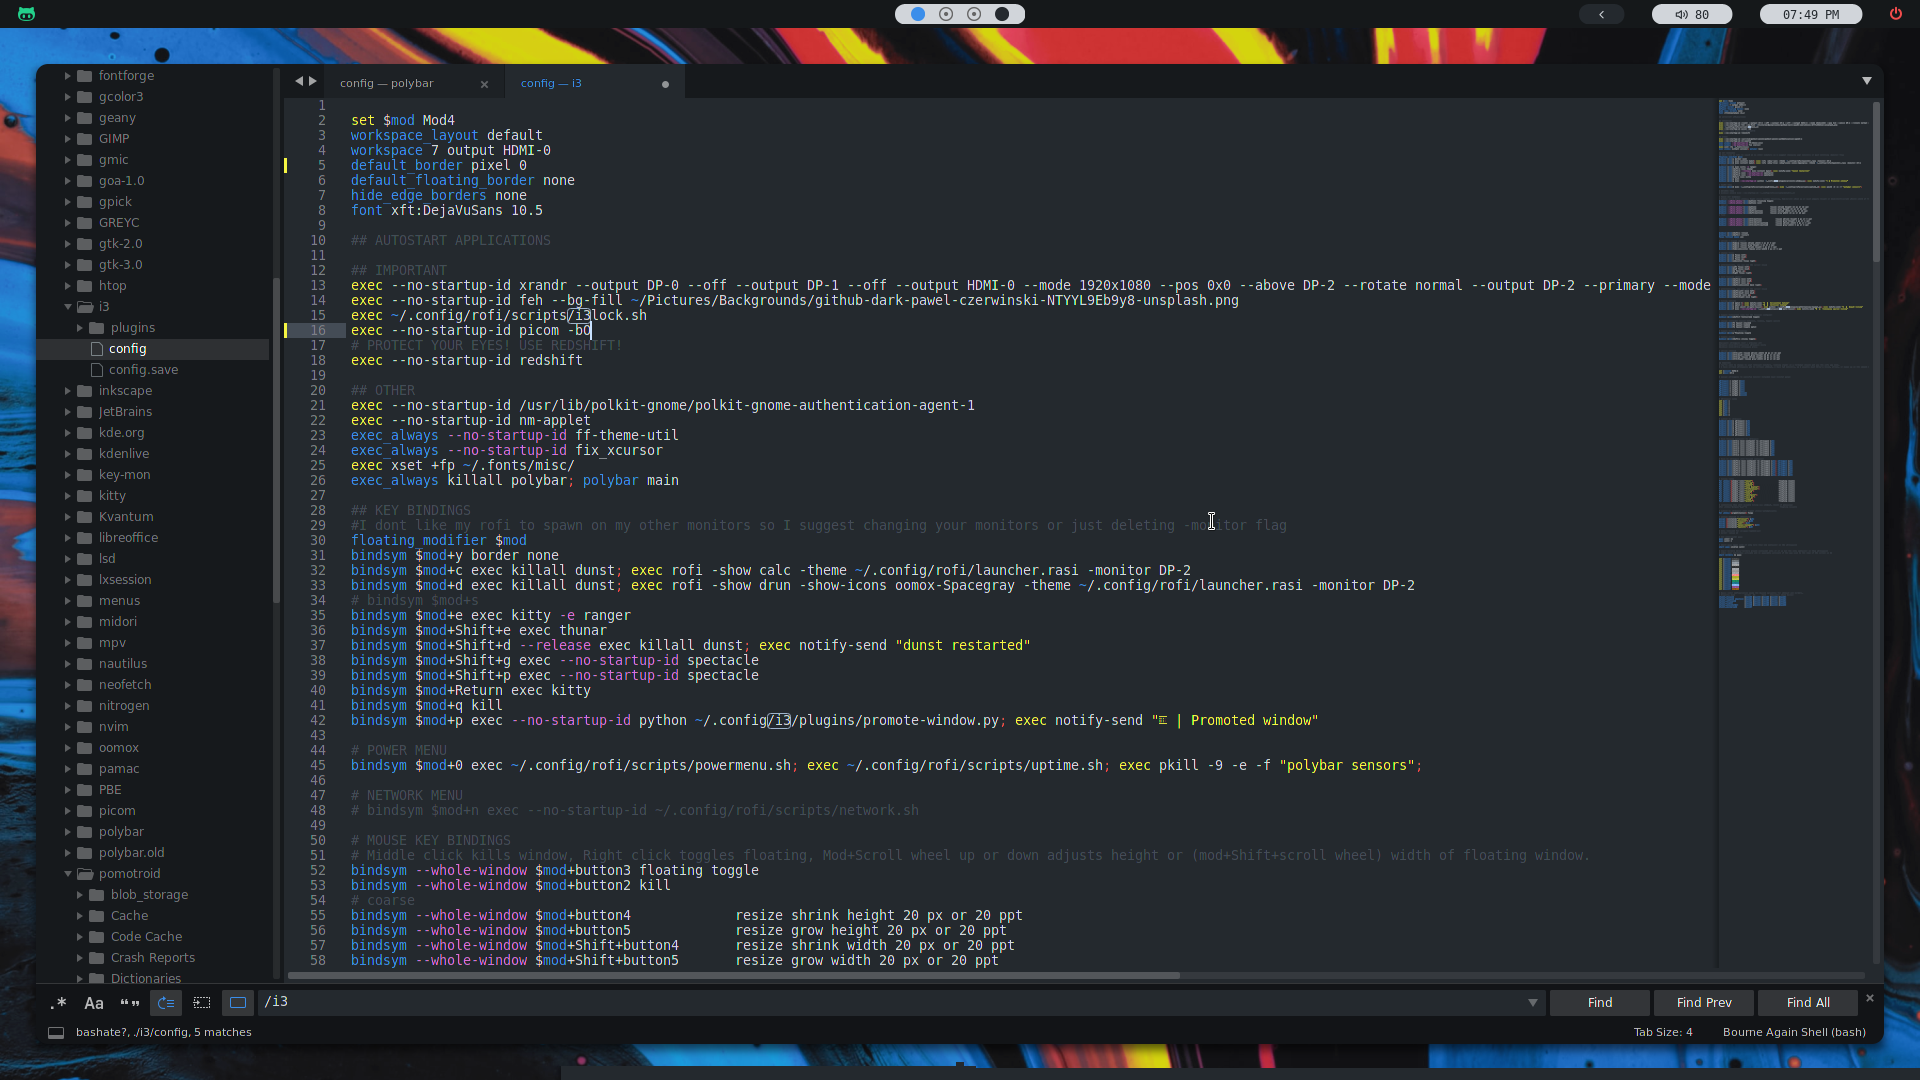 80
07:49 PM
config — polybar
config — i3
fontforge
gcolor3
geany
GIMP
gmic
goa-1.0
gpick
GREYC
gtk-2.0
gtk-3.0
htop
i3
plugins
config
config.save
inkscape
JetBrains
kde.org
kdenlive
key-mon
kitty
Kvantum
libreoffice
lsd
lxsession
menus
midori
mpv
nautilus
neofetch
nitrogen
nvim
oomox
pamac
PBE
picom
polybar
polybar.old
pomotroid
blob_storage
Cache
Code Cache
Crash Reports
Dictionaries
1
2 set $mod Mod4
3 workspace_layout default
4 workspace 7 output HDMI-0
5 default_border pixel 0
6 default_floating_border none
7 hide_edge_borders none
8 font xft:DejaVuSans 10.5
9
10 ## AUTOSTART APPLICATIONS
11
12 ## IMPORTANT
13 exec --no-startup-id xrandr --output DP-0 --off --output DP-1 --off --output HDMI-0 --mode 1920x1080 --pos 0x0 --above DP-2 --rotate normal --output DP-2 --primary --mode
14 exec --no-startup-id feh --bg-fill ~/Pictures/Backgrounds/github-dark-pawel-czerwinski-NTYYL9Eb9y8-unsplash.png
15 exec ~/.config/rofi/scripts/i3lock.sh
16 exec --no-startup-id picom -b0
17 # PROTECT YOUR EYES! USE REDSHIFT!
18 exec --no-startup-id redshift
19
20 ## OTHER
21 exec --no-startup-id /usr/lib/polkit-gnome/polkit-gnome-authentication-agent-1
22 exec --no-startup-id nm-applet
23 exec_always --no-startup-id ff-theme-util
24 exec_always --no-startup-id fix_xcursor
25 exec xset +fp ~/.fonts/misc/
26 exec_always killall polybar; polybar main
27
28 ## KEY BINDINGS
29 #I dont like my rofi to spawn on my other monitors so I suggest changing your monitors or just deleting -monitor flag
30 floating_modifier $mod
31 bindsym $mod+y border none
32 bindsym $mod+c exec killall dunst; exec rofi -show calc -theme ~/.config/rofi/launcher.rasi -monitor DP-2
33 bindsym $mod+d exec killall dunst; exec rofi -show drun -show-icons oomox-Spacegray -theme ~/.config/rofi/launcher.rasi -monitor DP-2
34 # bindsym $mod+s
35 bindsym $mod+e exec kitty -e ranger
36 bindsym $mod+Shift+e exec thunar
37 bindsym $mod+Shift+d --release exec killall dunst; exec notify-send "dunst restarted"
38 bindsym $mod+Shift+g exec --no-startup-id spectacle
39 bindsym $mod+Shift+p exec --no-startup-id spectacle
40 bindsym $mod+Return exec kitty
41 bindsym $mod+q kill
42 bindsym $mod+p exec --no-startup-id python ~/.config/i3/plugins/promote-window.py; exec notify-send " | Promoted window"
43
44 # POWER MENU
45 bindsym $mod+0 exec ~/.config/rofi/scripts/powermenu.sh; exec ~/.config/rofi/scripts/uptime.sh; exec pkill -9 -e -f "polybar sensors";
46
47 # NETWORK MENU
48 # bindsym $mod+n exec --no-startup-id ~/.config/rofi/scripts/network.sh
49
50 # MOUSE KEY BINDINGS
51 # Middle click kills window, Right click toggles floating, Mod+Scroll wheel up or down adjusts height or (mod+Shift+scroll wheel) width of floating window.
52 bindsym --whole-window $mod+button3 floating toggle
53 bindsym --whole-window $mod+button2 kill
54 # coarse
55 bindsym --whole-window $mod+button4 resize shrink height 20 px or 20 ppt
56 bindsym --whole-window $mod+button5 resize grow height 20 px or 20 ppt
57 bindsym --whole-window $mod+Shift+button4 resize shrink width 20 px or 20 ppt
58 bindsym --whole-window $mod+Shift+button5 resize grow width 20 px or 20 ppt
.* Aa “” /i3 Find Find Prev Find All
bashate?, ./i3/config, 5 matches Tab Size: 4 Bourne Again Shell (bash)